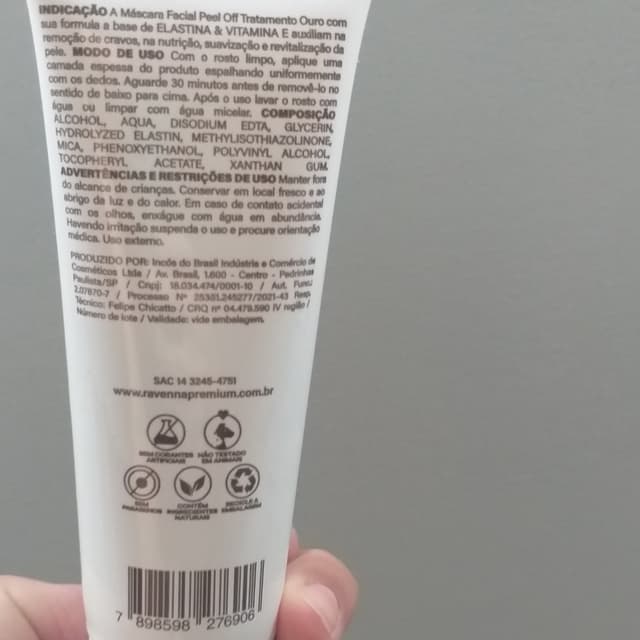 INDICAÇÃO A Máscara Facial Peel Off Tratamento Ouro com
sua formula a base de ELASTINA & VITAMINA E auxiliam na
remoção de cravos, na nutrição, suavização e revitalização da
pele. MODO DE USO Com o rosto limpo, aplique uma
camada espessa do produto espalhando uniformemente
com os dedos. Aguarde 30 minutos antes de removê-lo no
sentido de baixo para cima. Após o uso lavar o rosto com
água ou limpar com água micelar. COMPOSIÇÃO
ALCOHOL, AQUA, DISODIUM EDTA, GLYCERIN,
HYDROLYZED ELASTIN, METHYLISOTHIAZOLINONE,
MICA, PHENOXYETHANOL, POLYVINYL ALCOHOL,
TOCOPHERYL ACETATE, XANTHAN GUM.
ADVERTÊNCIAS E RESTRIÇÕES DE USO Manter fora
do alcance de crianças. Conservar em local fresco e ao
abrigo da luz e do calor. Em caso de contato acidental
com os olhos, enxágue com água em abundância.
Havendo irritação suspenda o uso e procure orientação
médica. Uso externo.
PRODUZIDO POR: Incós do Brasil Indústria e Comércio de
Cosméticos Ltda / Av. Brasil, 1.600 - Centro - Pedrinhas
Paulista/SP / Cnpj: 18.034.474/0001-10 / Aut. Func.
2.07870-7 / Processo Nº 25351.245277/2021-43 Resp.
Técnico: Felipe Chicatto / CRQ nº 04.479.590 IV região /
Número de lote / Validade: vide embalagem.
SAC 14 3245-4751
www.ravennapremium.com.br
SEM CORANTES ARTIFICIAIS
NÃO TESTADO EM ANIMAIS
SEM PARABENOS
CONTÉM INGREDIENTES NATURAIS
RECICLE A EMBALAGEM
7 898598 276906